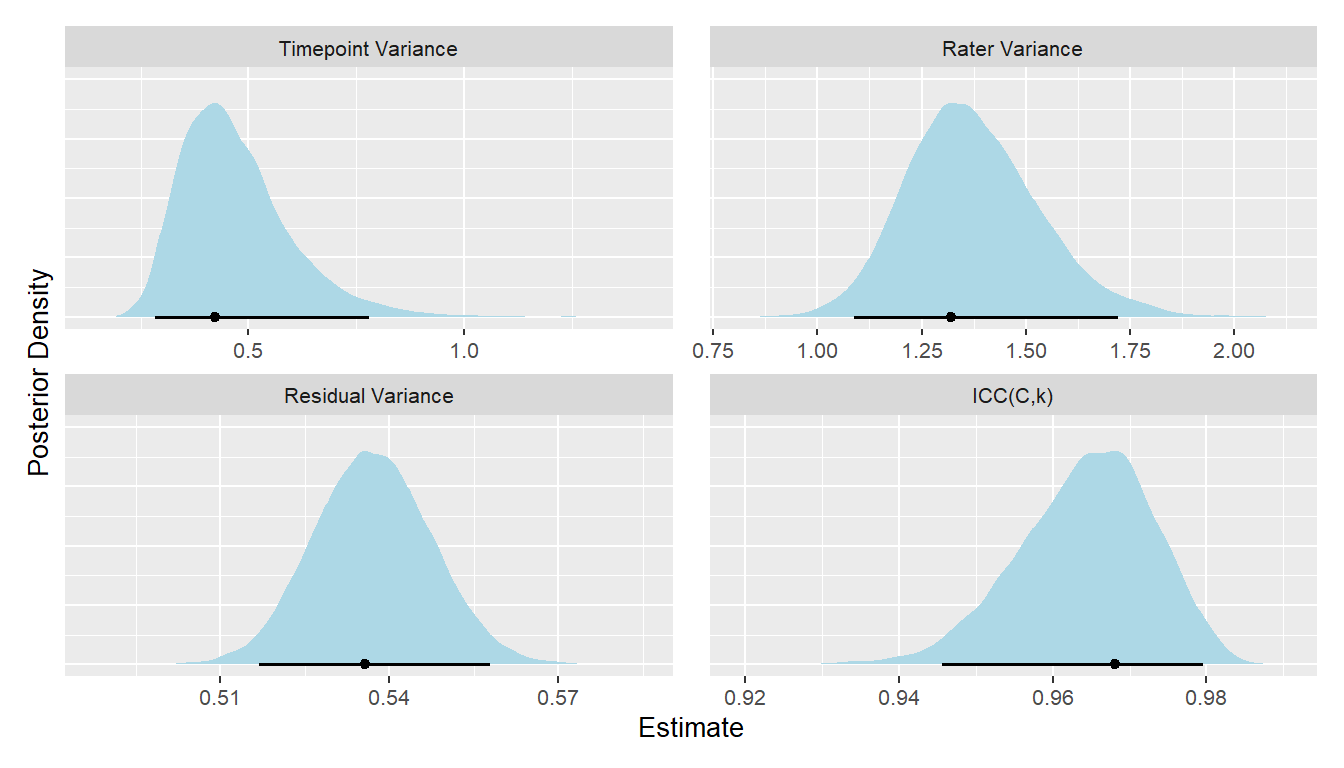 Timepoint Variance
Rater Variance
0.5 1.0
0.75 1.00 1.25 1.50 1.75 2.00
Posterior Density
Residual Variance
ICC(C,k)
0.51 0.54 0.57
0.92 0.94 0.96 0.98
Estimate